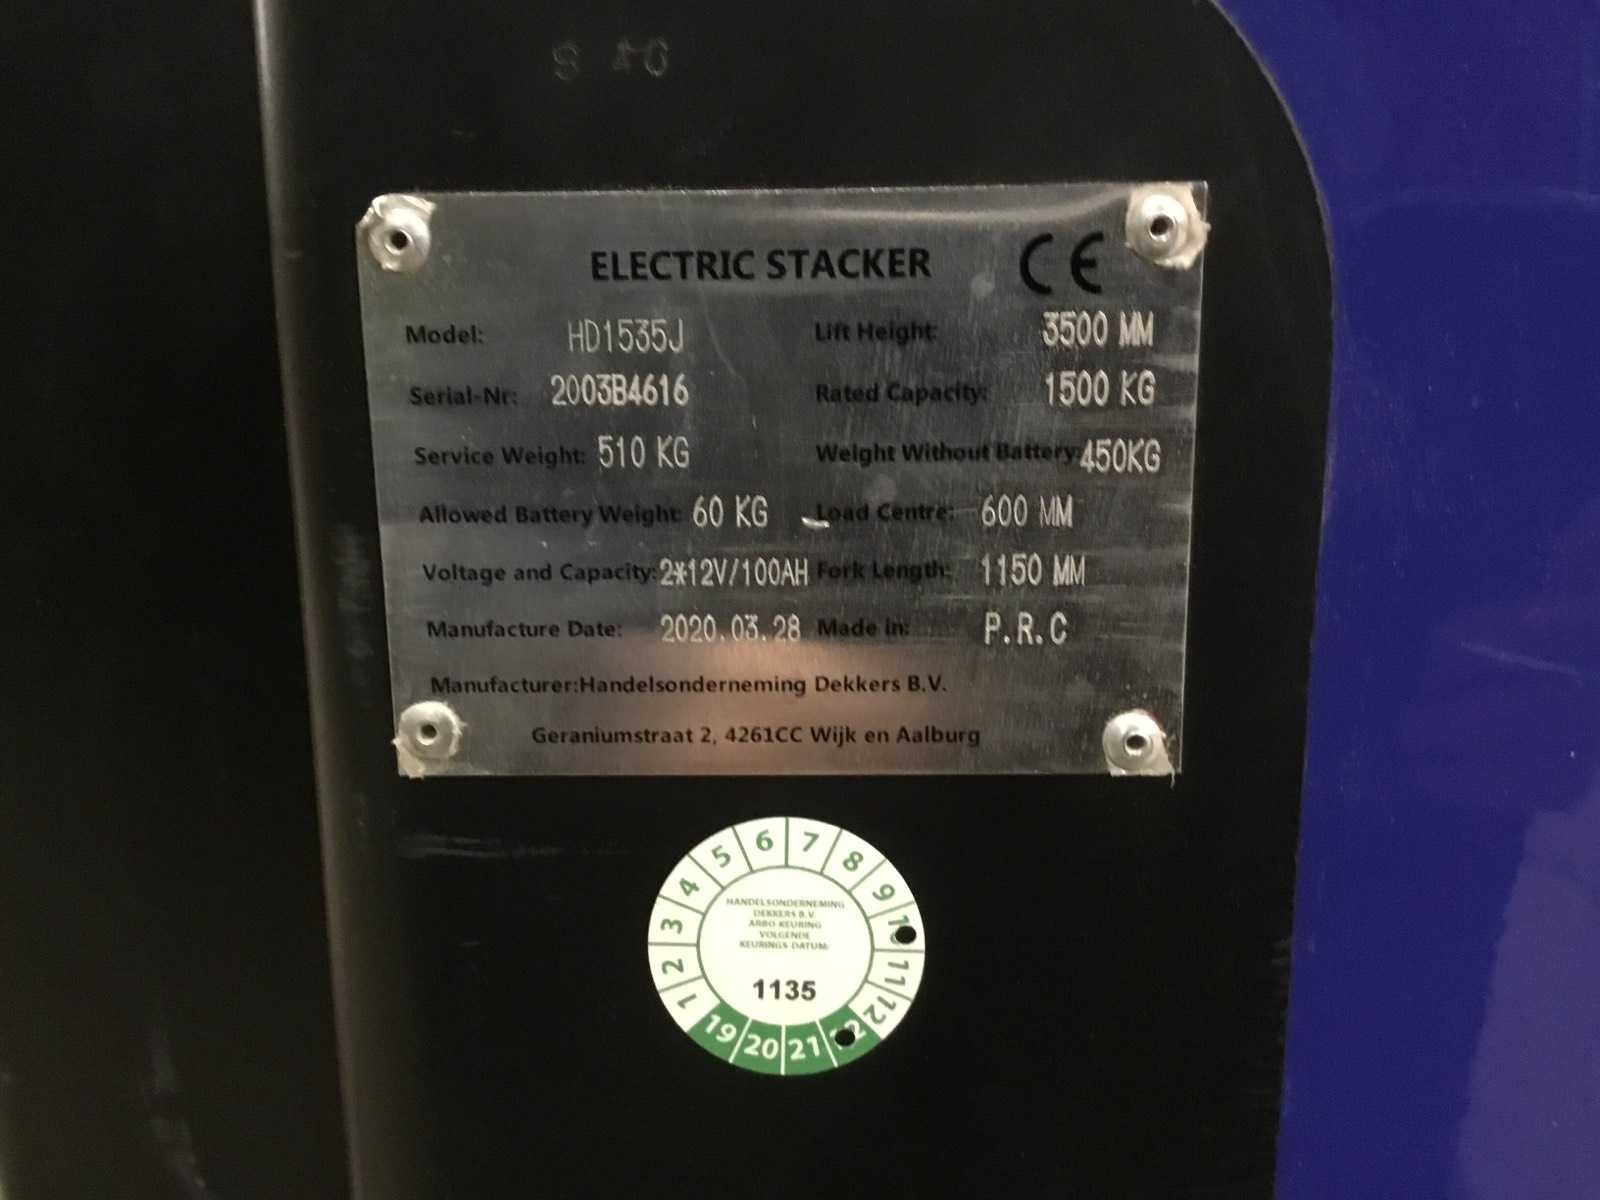 ELECTRIC STACKER CE
Model: HD1535J Lift Height: 3500 MM
Serial-Nr: 2003B4616 Rated Capacity: 1500 KG
Service Weight: 510 KG Weight Without Battery: 450KG
Allowed Battery Weight: 60 KG Load Centre: 600 MM
Voltage and Capacity: 2*12V/100AH Fork Length: 1150 MM
Manufacture Date: 2020.03.28 Made in: P.R.C
Manufacturer:Handelsonderneming Dekkers B.V.
Geraniumstraat 2, 4261CC Wijk en Aalburg
1 2 3 4 5 6 7 8 9 10 11 12
HANDELSONDERNEMING
DEKKERS B.V.
ARBO KEURING
VOLGENDE
KEURINGS-DATUM:
1135
19 20 21